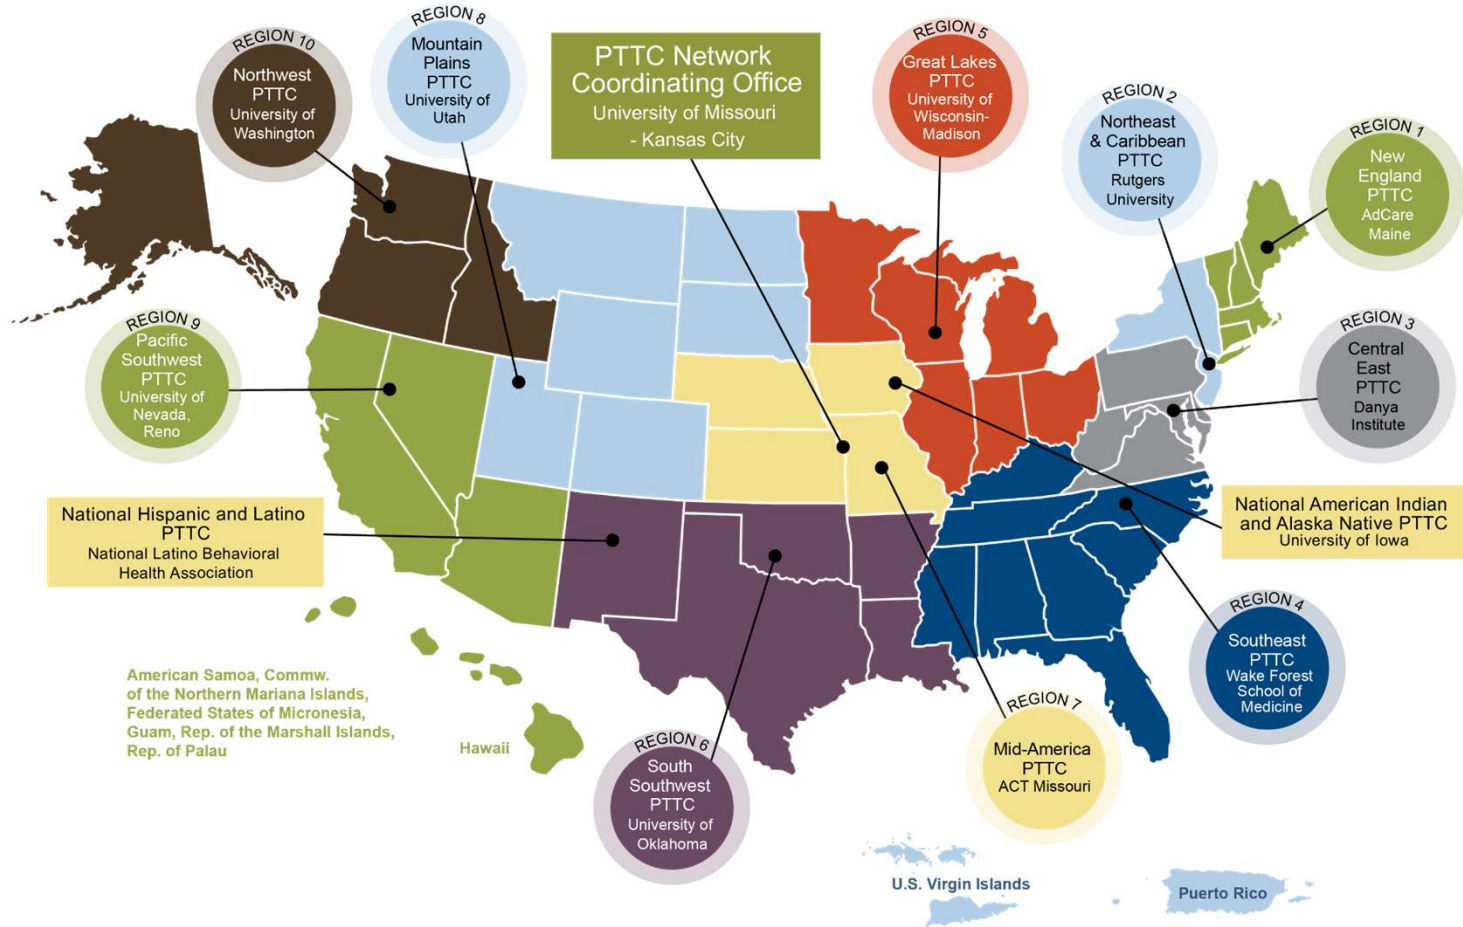 REGION 10
Northwest
PTTC
University of
Washington
REGION 8
Mountain
Plains
PTTC
University of
Utah
PTTC Network
Coordinating Office
University of Missouri
- Kansas City
REGION 5
Great Lakes
PTTC
University of
Wisconsin-
Madison
REGION 2
Northeast
& Caribbean
PTTC
Rutgers
University
REGION 1
New
England
PTTC
AdCare
Maine
REGION 9
Pacific
Southwest
PTTC
University of
Nevada,
Reno
REGION 3
Central
East
PTTC
Danya
Institute
National Hispanic and Latino
PTTC
National Latino Behavioral
Health Association
National American Indian
and Alaska Native PTTC
University of Iowa
REGION 4
Southeast
PTTC
Wake Forest
School of
Medicine
American Samoa, Commw.
of the Northern Mariana Islands,
Federated States of Micronesia,
Guam, Rep. of the Marshall Islands,
Rep. of Palau
Hawaii
REGION 6
South
Southwest
PTTC
University of
Oklahoma
REGION 7
Mid-America
PTTC
ACT Missouri
U.S. Virgin Islands
Puerto Rico